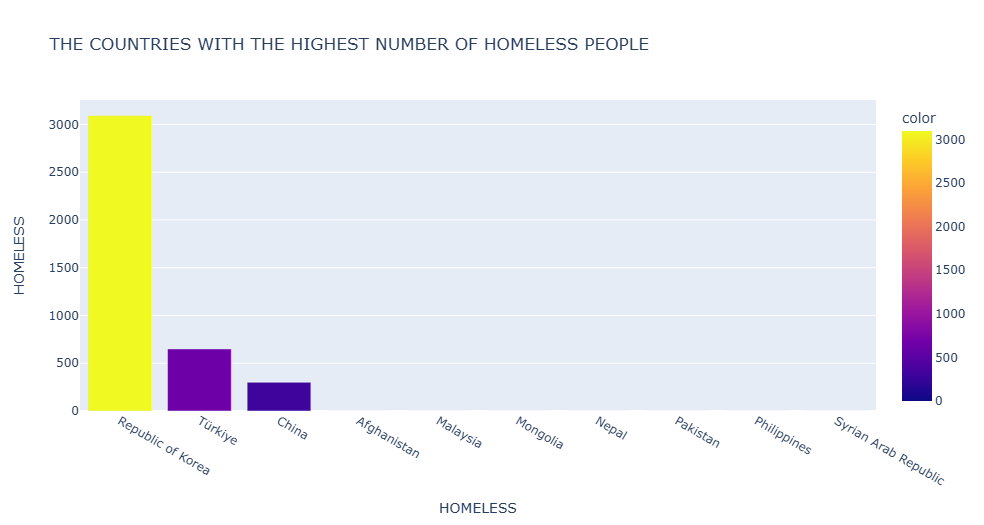 THE COUNTRIES WITH THE HIGHEST NUMBER OF HOMELESS PEOPLE
color
3000
2500
2000
1500
1000
500
0
HOMELESS
3000
2500
2000
1500
1000
500
0
Republic of Korea
Türkiye
China
Afghanistan
Malaysia
Mongolia
Nepal
Pakistan
Philippines
Syrian Arab Republic
HOMELESS